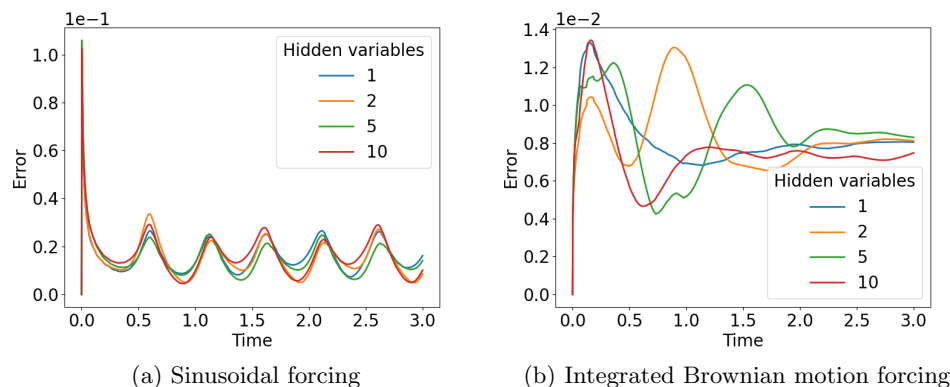 1e−1
1.0
0.8
0.6
0.4
0.2
0.0
Error
Hidden variables
1
2
5
10
0.0 0.5 1.0 1.5 2.0 2.5 3.0
Time
(a) Sinusoidal forcing
1e−2
1.4
1.2
1.0
0.8
0.6
0.4
0.2
0.0
Error
Hidden variables
1
2
5
10
0.0 0.5 1.0 1.5 2.0 2.5 3.0
Time
(b) Integrated Brownian motion forcing